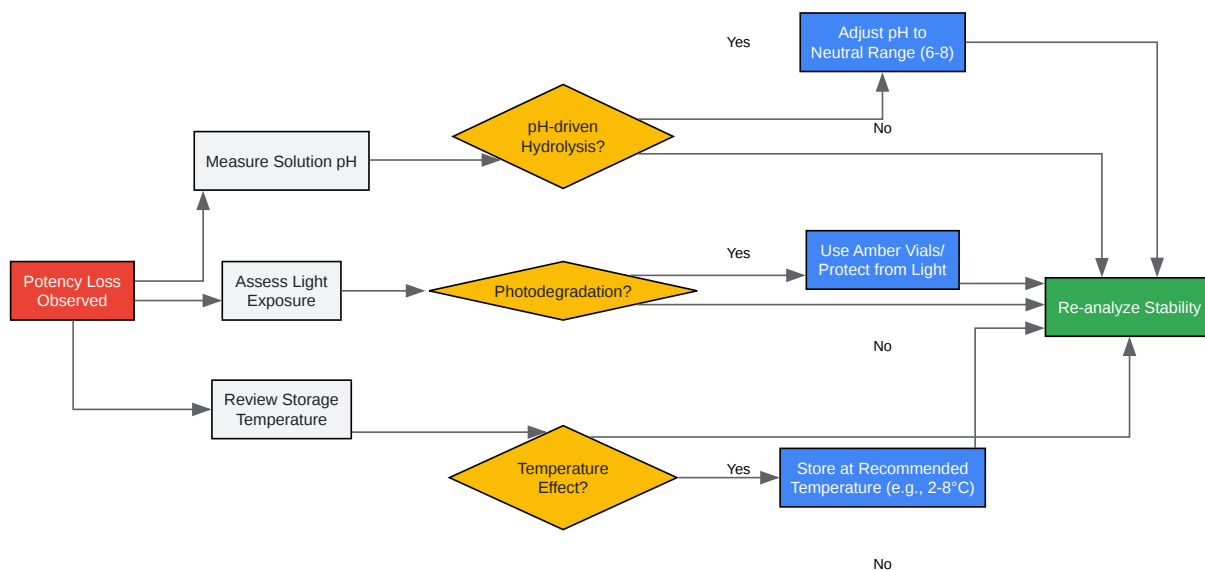 Potency Loss
Observed
Measure Solution pH
pH-driven
Hydrolysis?
Yes
Adjust pH to
Neutral Range (6-8)
No
Assess Light
Exposure
Photodegradation?
Yes
Use Amber Vials/
Protect from Light
No
Review Storage
Temperature
Temperature
Effect?
Yes
Store at Recommended
Temperature (e.g., 2-8°C)
No
Re-analyze Stability